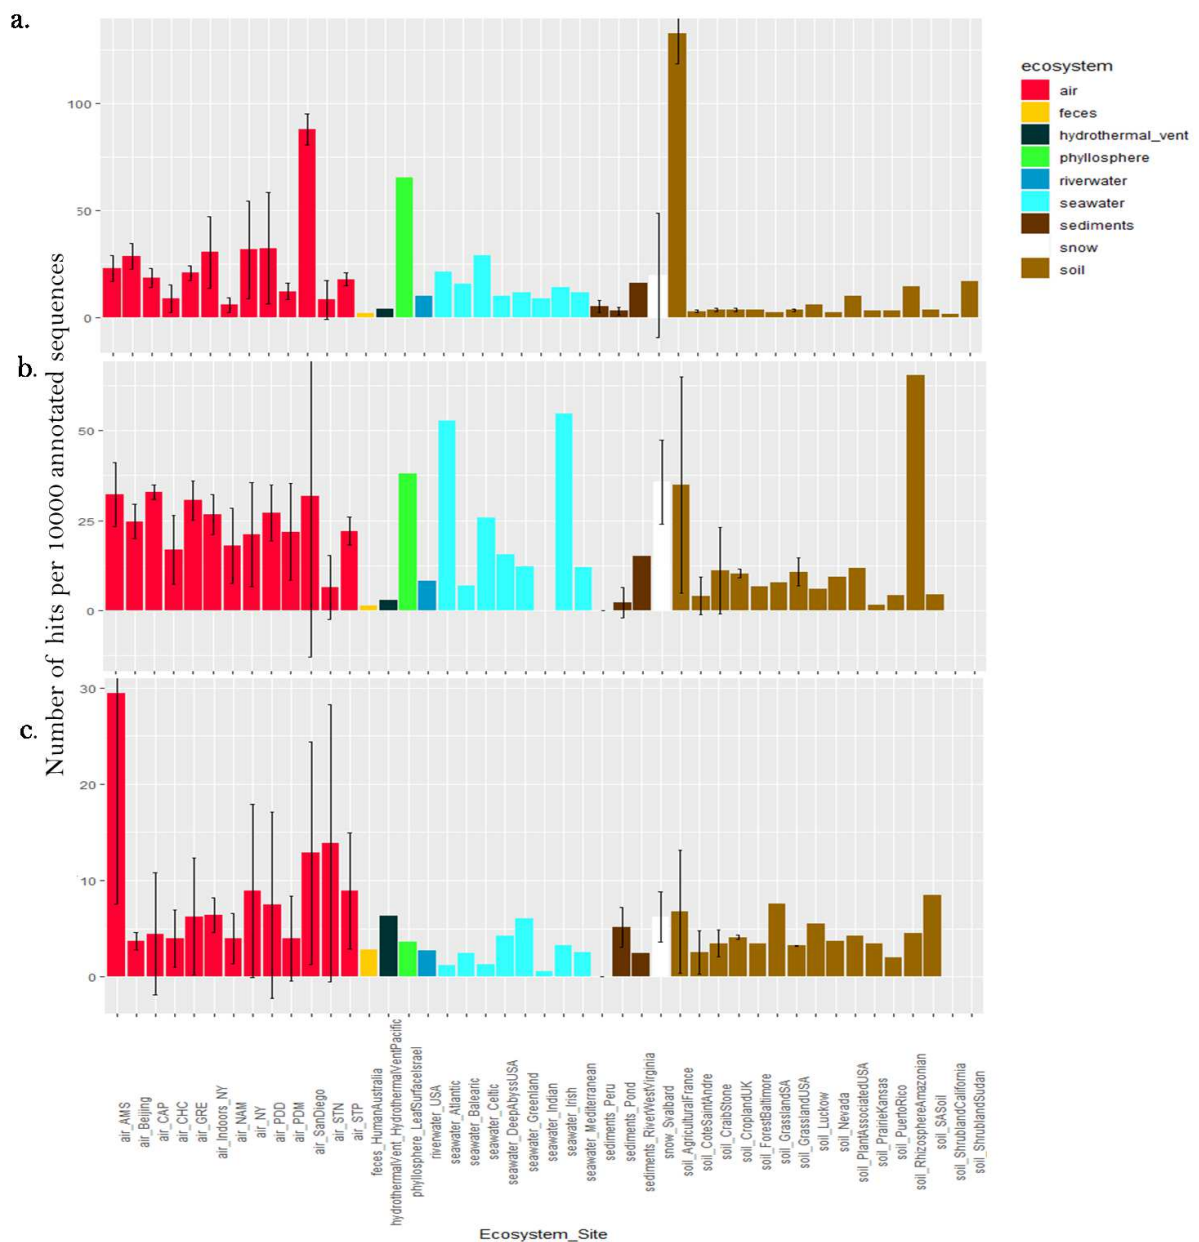 a.
100
50
0
ecosystem
air
feces
hydrothermal_vent
phyllosphere
riverwater
seawater
sediments
snow
soil
Number of hits per 10000 annotated sequences
b.
50
25
0
c.
30
20
10
0
air_AMS
air_Beijing
air_CAP
air_CHC
air_GRE
air_Indoors_NY
air_NAM
air_NY
air_PDD
air_PDM
air_SanDiego
air_STN
air_STP
feces_HumanAustralia
hydrothermalVent_HydrothermalVentPacific
phyllosphere_LeafSurfaceIsrael
riverwater_USA
seawater_Atlantic
seawater_Balearic
seawater_Celtic
seawater_DeepAbyssUSA
seawater_Greenland
seawater_Indian
seawater_Irish
seawater_Mediterranean
sediments_Peru
sediments_Pond
sediments_RivetWestVirginia
snow_Svalbard
soil_AgriculturalFrance
soil_CoteSaintAndre
soil_CraibStone
soil_CroplandUK
soil_ForestBaltimore
soil_GrasslandSA
soil_GrasslandUSA
soil_Luckow
soil_Nevada
soil_PlantAssociatedUSA
soil_PrairieKansas
soil_PuertoRico
soil_RhizosphereAmazonian
soil_SASoil
soil_ShrublandCalifornia
soil_ShrublandSudan
Ecosystem_Site